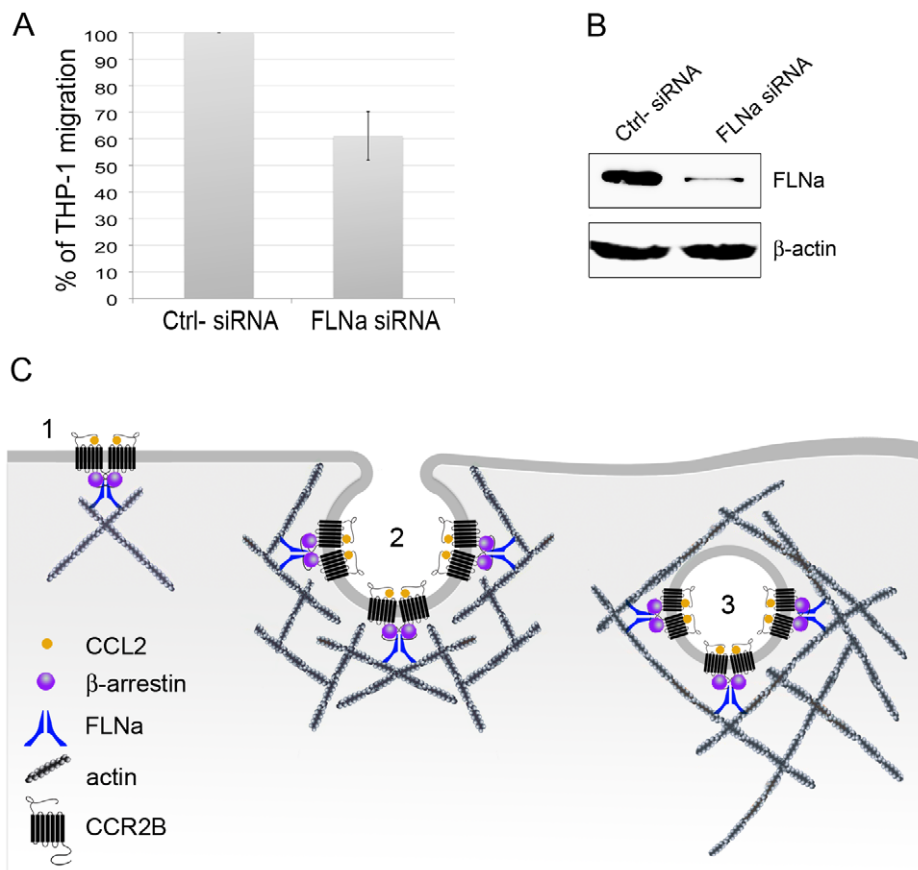 A
% of THP-1 migration
100
90
80
70
60
50
40
30
20
10
0
Ctrl- siRNA
FLNa siRNA
B
Ctrl- siRNA
FLNa siRNA
FLNa
β-actin
C
1
2
3
CCL2
β-arrestin
FLNa
actin
CCR2B